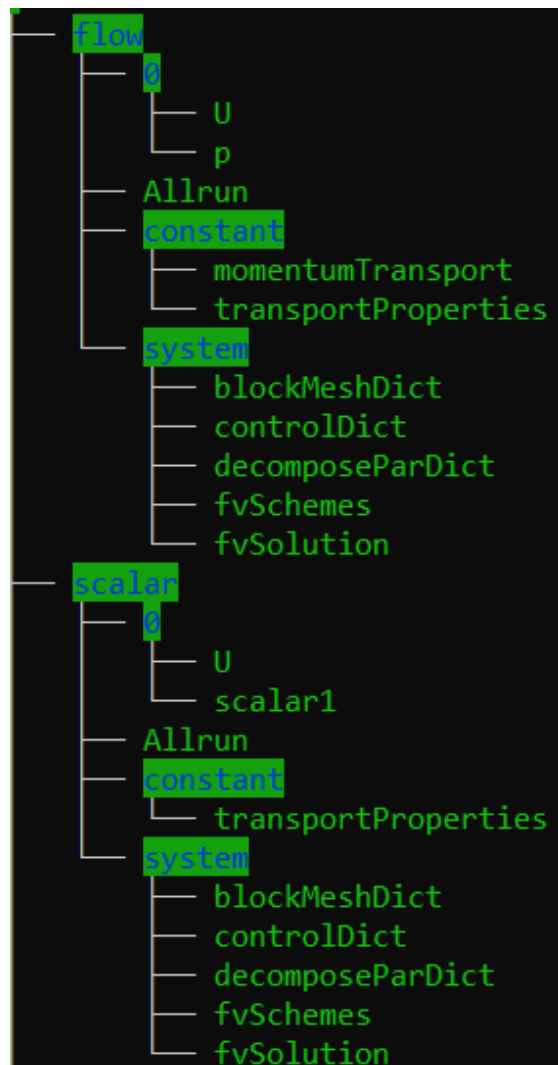 flow
0
U
p
Allrun
constant
momentumTransport
transportProperties
system
blockMeshDict
controlDict
decomposeParDict
fvSchemes
fvSolution
scalar
0
U
scalar1
Allrun
constant
transportProperties
system
blockMeshDict
controlDict
decomposeParDict
fvSchemes
fvSolution